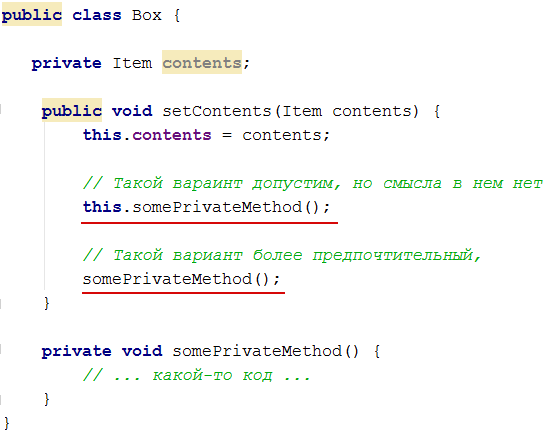 public class Box {
private Item contents;
public void setContents(Item contents) {
this.contents = contents;
// Такой вараинт допустим, но смысла в нем нет
this.somePrivateMethod();
// Такой вариант более предпочтительный,
somePrivateMethod();
}
private void somePrivateMethod() {
// ... какой-то код ...
}
}